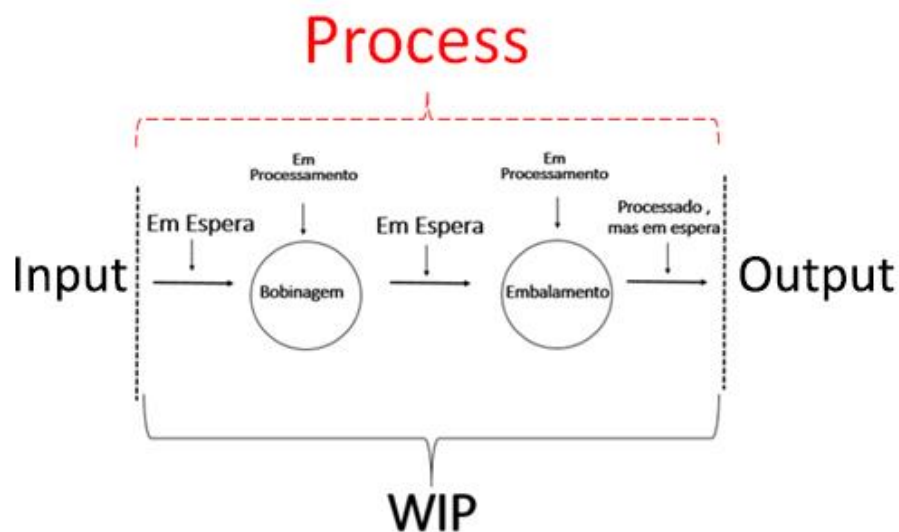 Process
Em
Processamento
Em
Processamento
Em Espera
Em Espera
Processado ,
mas em espera
Input
Bobinagem
Embalamento
Output
WIP